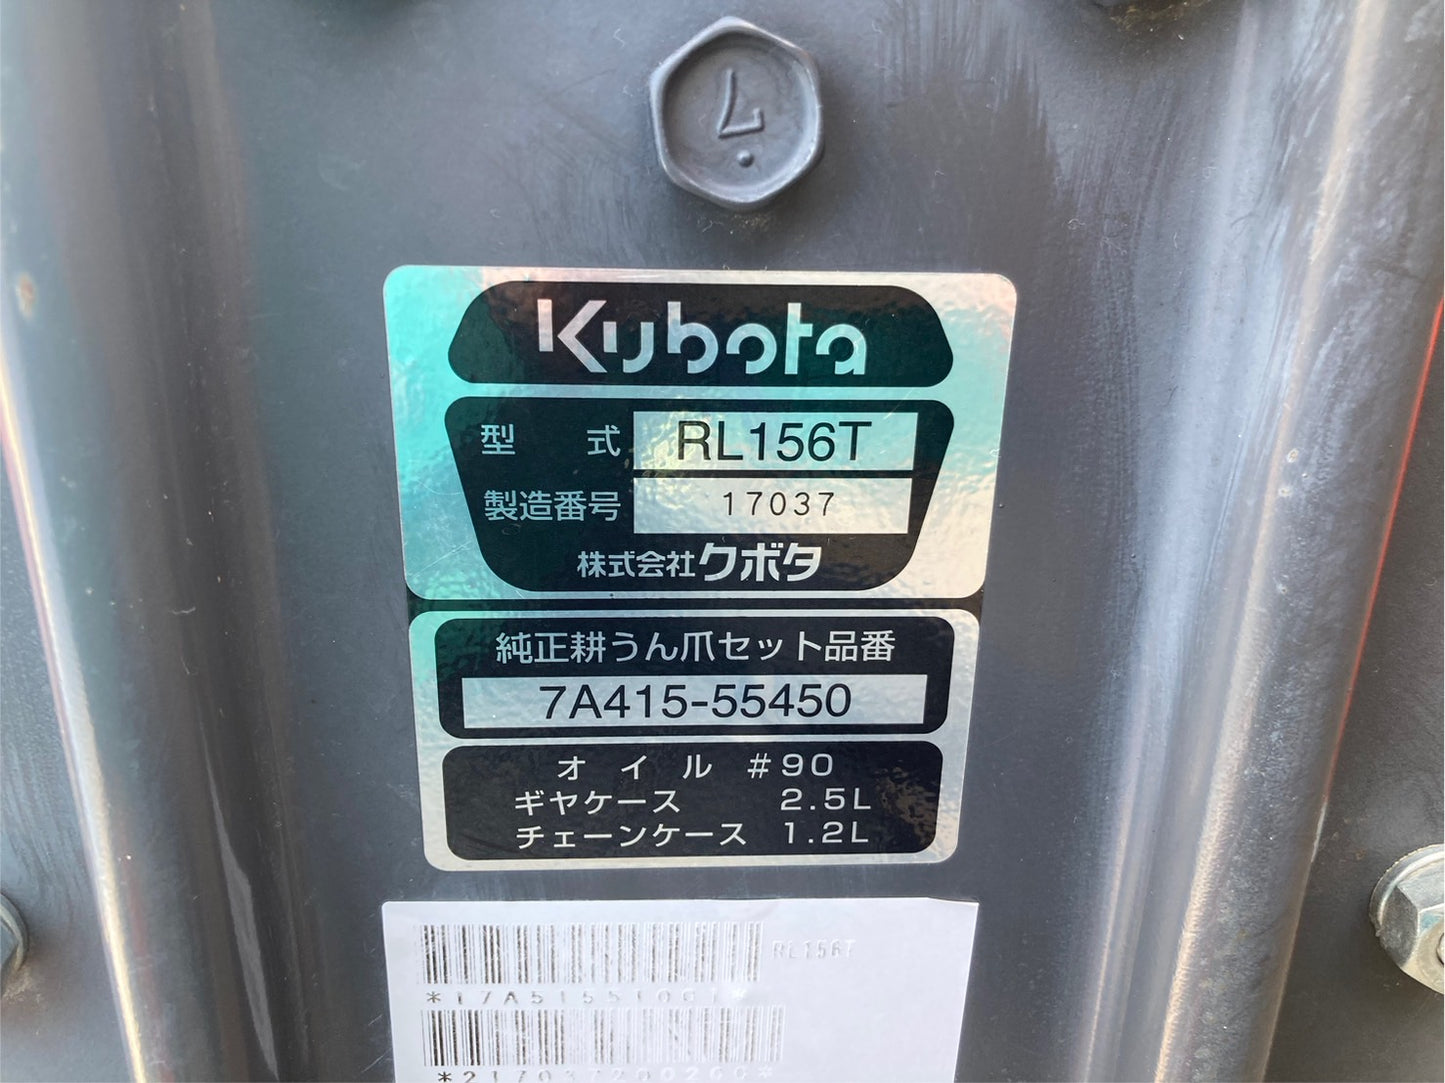 7
Kubota
型式 RL156T
製造番号 17037
株式会社クボタ
純正耕うん爪セット品番
7A415-55450
オイル #90
ギヤケース 2.5L
チェーンケース 1.2L
RL156T
*17A51551001*